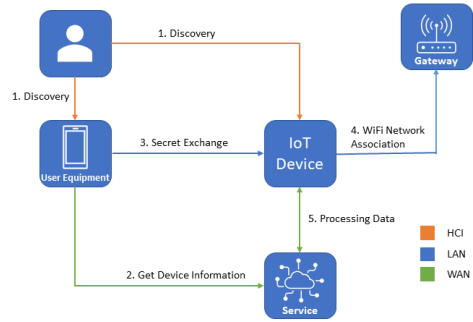 1. Discovery
Gateway
1. Discovery
User Equipment
3. Secret Exchange
IoT
Device
4. WiFi Network
Association
5. Processing Data
2. Get Device Information
Service
HCI
LAN
WAN